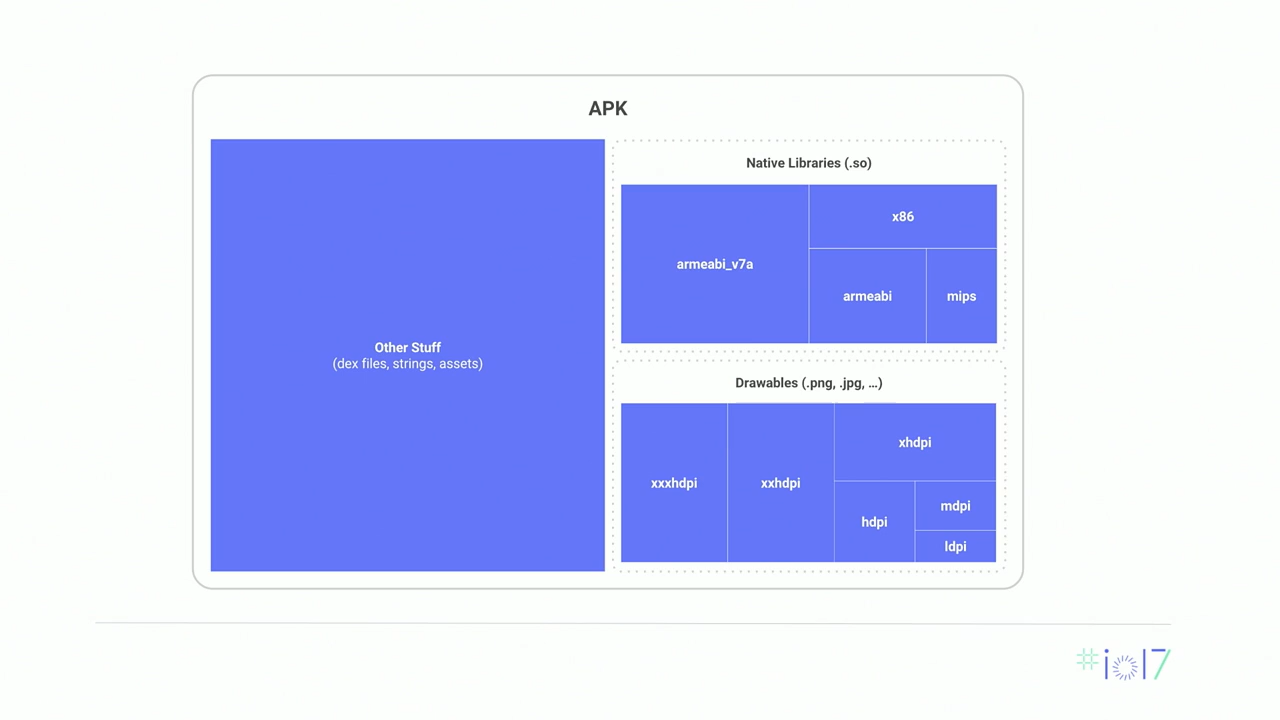 APK
Other Stuff
(dex files, strings, assets)
Native Libraries (.so)
armeabi_v7a
x86
armeabi
mips
Drawables (.png, .jpg, ...)
xxxhdpi
xxhdpi
xhdpi
hdpi
mdpi
ldpi
#io17